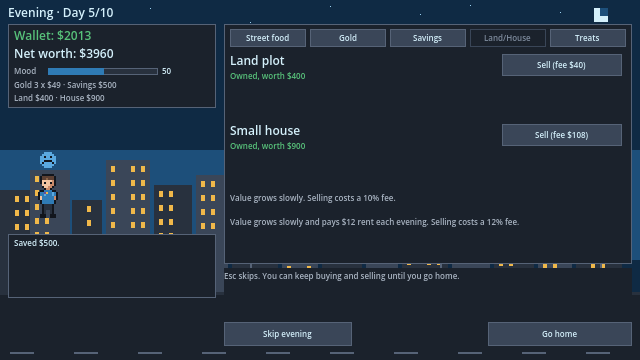 Evening · Day 5/10
Wallet: $2013
Net worth: $3960
Mood 50
Gold 3 x $49 · Savings $500
Land $400 · House $900
Saved $500.
Street food
Gold
Savings
Land/House
Treats
Land plot
Owned, worth $400
Sell (fee $40)
Small house
Owned, worth $900
Sell (fee $108)
Value grows slowly. Selling costs a 10% fee.
Value grows slowly and pays $12 rent each evening. Selling costs a 12% fee.
Esc skips. You can keep buying and selling until you go home.
Skip evening
Go home